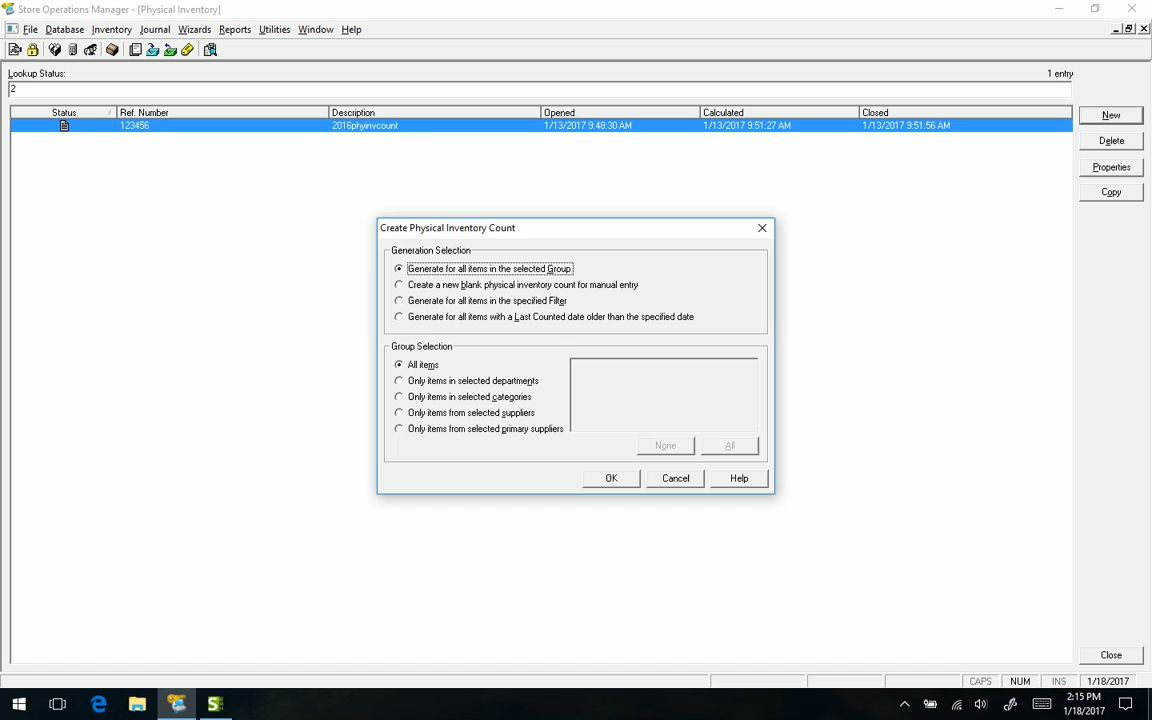 Store Operations Manager - [Physical Inventory]
File Database Inventory Journal Wizards Reports Utilities Window Help
Lookup Status: 1 entry
2
Status Ref. Number Description Opened Calculated Closed
123456 2016phyinvcount 1/13/2017 9:48:30 AM 1/13/2017 9:51:27 AM 1/13/2017 9:51:56 AM
New
Delete
Properties
Copy
Create Physical Inventory Count
Generation Selection
Generate for all items in the selected Group
Create a new blank physical inventory count for manual entry
Generate for all items in the specified Filter
Generate for all items with a Last Counted date older than the specified date
Group Selection
All items
Only items in selected departments
Only items in selected categories
Only items from selected suppliers
Only items from selected primary suppliers
None All
OK Cancel Help
Close
CAPS NUM INS 1/18/2017
2:15 PM
1/18/2017